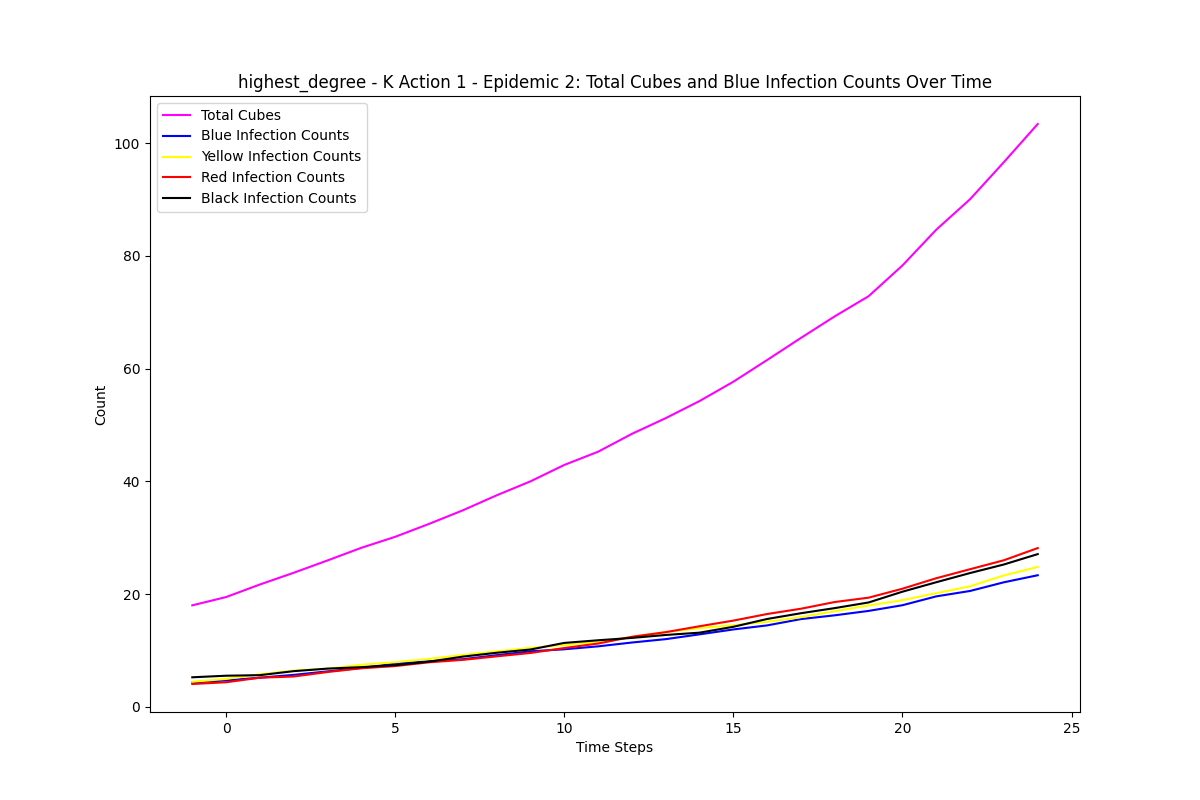 highest_degree - K Action 1 - Epidemic 2: Total Cubes and Blue Infection Counts Over Time
Total Cubes
Blue Infection Counts
Yellow Infection Counts
Red Infection Counts
Black Infection Counts
100
80
60
40
20
0
Count
0 5 10 15 20 25
Time Steps